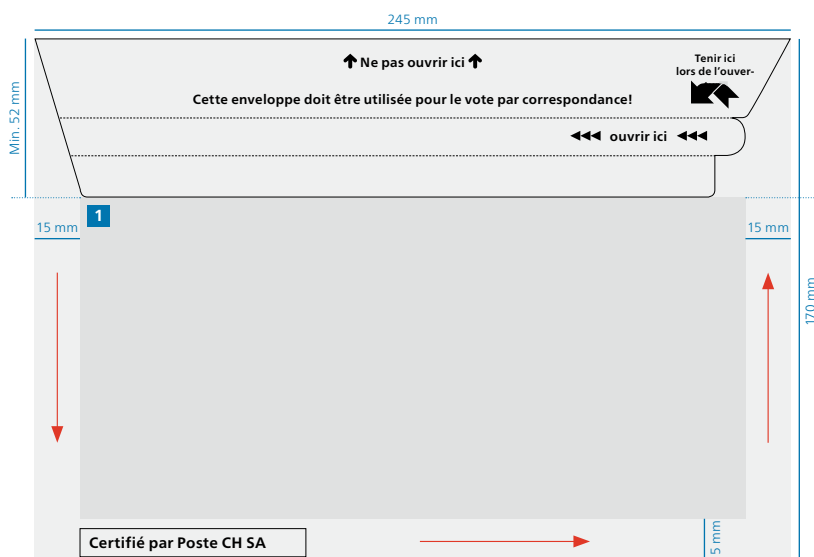 245 mm
Ne pas ouvrir ici
Tenir ici
lors de l'ouver-
Cette enveloppe doit être utilisée pour le vote par correspondance!
Min. 52 mm
ouvrir ici
1
15 mm
15 mm
170 mm
Certifié par Poste CH SA
5 mm